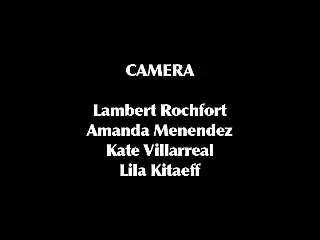 CAMERA
Lambert Rochfort
Amanda Menendez
Kate Villarreal
Lila Kitaeff